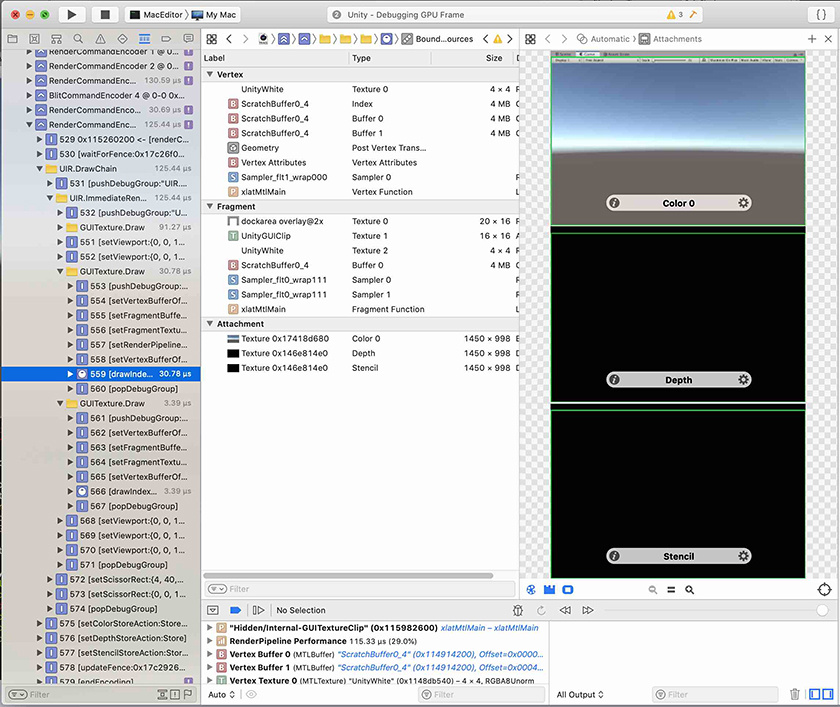 MacEditor My Mac
2 Unity - Debugging GPU Frame
3
Bound...ources
Automatic
Attachments
RenderCommandEncoder 1 @ 0-0...
RenderCommandEncoder 2 @ 0...
RenderCommandEnc... 130.59 µs
BlitCommandEncoder 4 @ 0-0 0x...
RenderCommandEnco... 30.69 µs
RenderCommandEnc... 125.44 µs
529 0x115260200 <- [renderC...
530 [waitForFence:0x17c26f0...
UIR.DrawChain 125.44 µs
531 [pushDebugGroup:"UIR....
UIR.ImmediateRen... 125.44 µs
532 [pushDebugGroup:"U...
GUITexture.Draw 91.27 µs
551 [setViewport:{0, 0, 1...
552 [setViewport:{0, 0, 1...
GUITexture.Draw 30.78 µs
553 [pushDebugGroup:...
554 [setVertexBufferOf...
555 [setFragmentBuffe...
556 [setFragmentTextu...
557 [setRenderPipeline...
558 [setVertexBufferOf...
559 [drawInde... 30.78 µs
560 [popDebugGroup]
GUITexture.Draw 3.39 µs
561 [pushDebugGroup:...
562 [setVertexBufferOf...
563 [setFragmentBuffe...
564 [setFragmentTextu...
565 [setVertexBufferOf...
566 [drawIndex... 3.39 µs
567 [popDebugGroup]
568 [setViewport:{0, 0, 1...
569 [setViewport:{0, 0, 1...
570 [setViewport:{0, 0, 1...
571 [popDebugGroup]
572 [setScissorRect:{4, 40,...
573 [setScissorRect:{0, 0, 1...
574 [popDebugGroup]
575 [setColorStoreAction:Store...
576 [setDepthStoreAction:Store]
577 [setStencilStoreAction:Sto...
578 [updateFence:0x17c2926...
579 [endEncoding]
Filter
Label Type Size
Vertex
UnityWhite Texture 0 4 × 4
ScratchBuffer0_4 Index 4 MB
ScratchBuffer0_4 Buffer 0 4 MB
ScratchBuffer0_4 Buffer 1 4 MB
Geometry Post Vertex Trans...
Vertex Attributes Vertex Attributes
Sampler_flt1_wrap000 Sampler 0
xlatMtlMain Vertex Function
Fragment
dockarea overlay@2x Texture 0 20 × 16
UnityGUIClip Texture 1 16 × 16
UnityWhite Texture 2 4 × 4
ScratchBuffer0_4 Buffer 0 4 MB
Sampler_flt0_wrap111 Sampler 0
Sampler_flt0_wrap111 Sampler 1
xlatMtlMain Fragment Function
Attachment
Texture 0x17418d680 Color 0 1450 × 998
Texture 0x146e814e0 Depth 1450 × 998
Texture 0x146e814e0 Stencil 1450 × 998
Filter
Color 0
Depth
Stencil
No Selection
"Hidden/Internal-GUITextureClip" (0x115982600) xlatMtlMain – xlatMtlMain
RenderPipeline Performance 115.33 µs (29.0%)
Vertex Buffer 0 (MTLBuffer) "ScratchBuffer0_4" (0x114914200), Offset=0x0000...
Vertex Buffer 1 (MTLBuffer) "ScratchBuffer0_4" (0x114914200), Offset=0x0004...
Vertex Texture 0 (MTLTexture) "UnityWhite" (0x1148db540) – 4 × 4, RGBA8Unorm
Auto
Filter
All Output
Filter